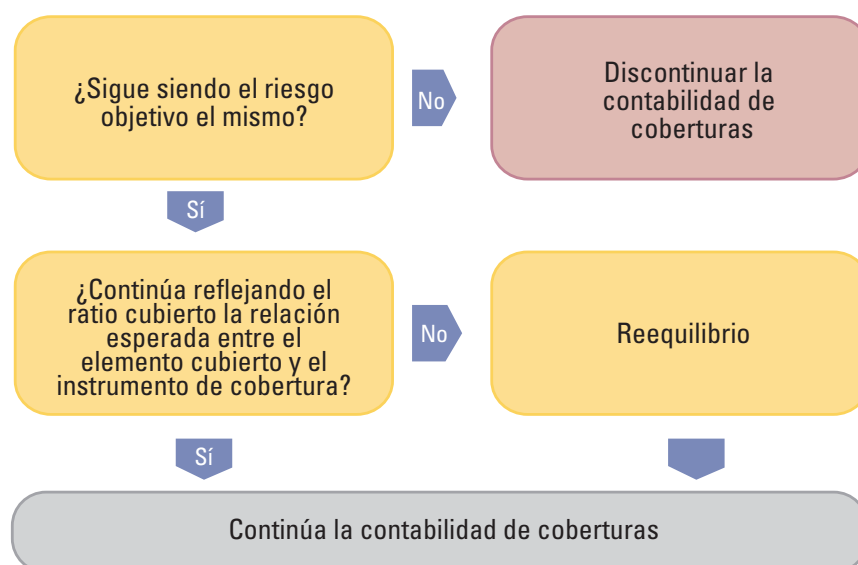 ¿Sigue siendo el riesgo
objetivo el mismo?
No
Discontinuar la
contabilidad de
coberturas
Sí
¿Continúa reflejando el
ratio cubierto la relación
esperada entre el
elemento cubierto y el
instrumento de cobertura?
No
Reequilibrio
Sí
Continúa la contabilidad de coberturas